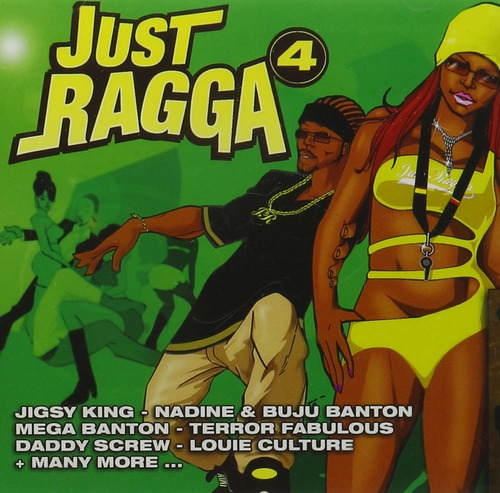 JUST
RAGGA
4
JIGSY KING - NADINE & BUJU BANTON
MEGA BANTON - TERROR FABULOUS
DADDY SCREW - LOUIE CULTURE
+ MANY MORE ...